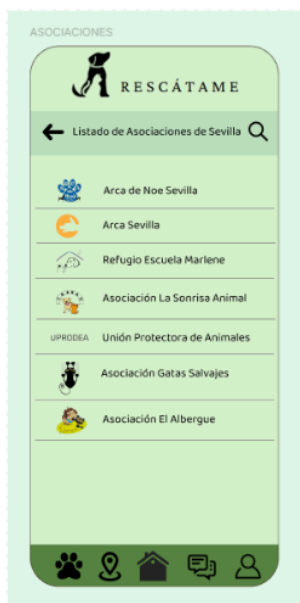 ASOCIACIONES
RESCÁTAME
Listado de Asociaciones de Sevilla
Arca de Noe Sevilla
Arca Sevilla
Refugio Escuela Marlene
Asociación La Sonrisa Animal
UPRODEA Unión Protectora de Animales
Asociación Gatas Salvajes
Asociación El Albergue